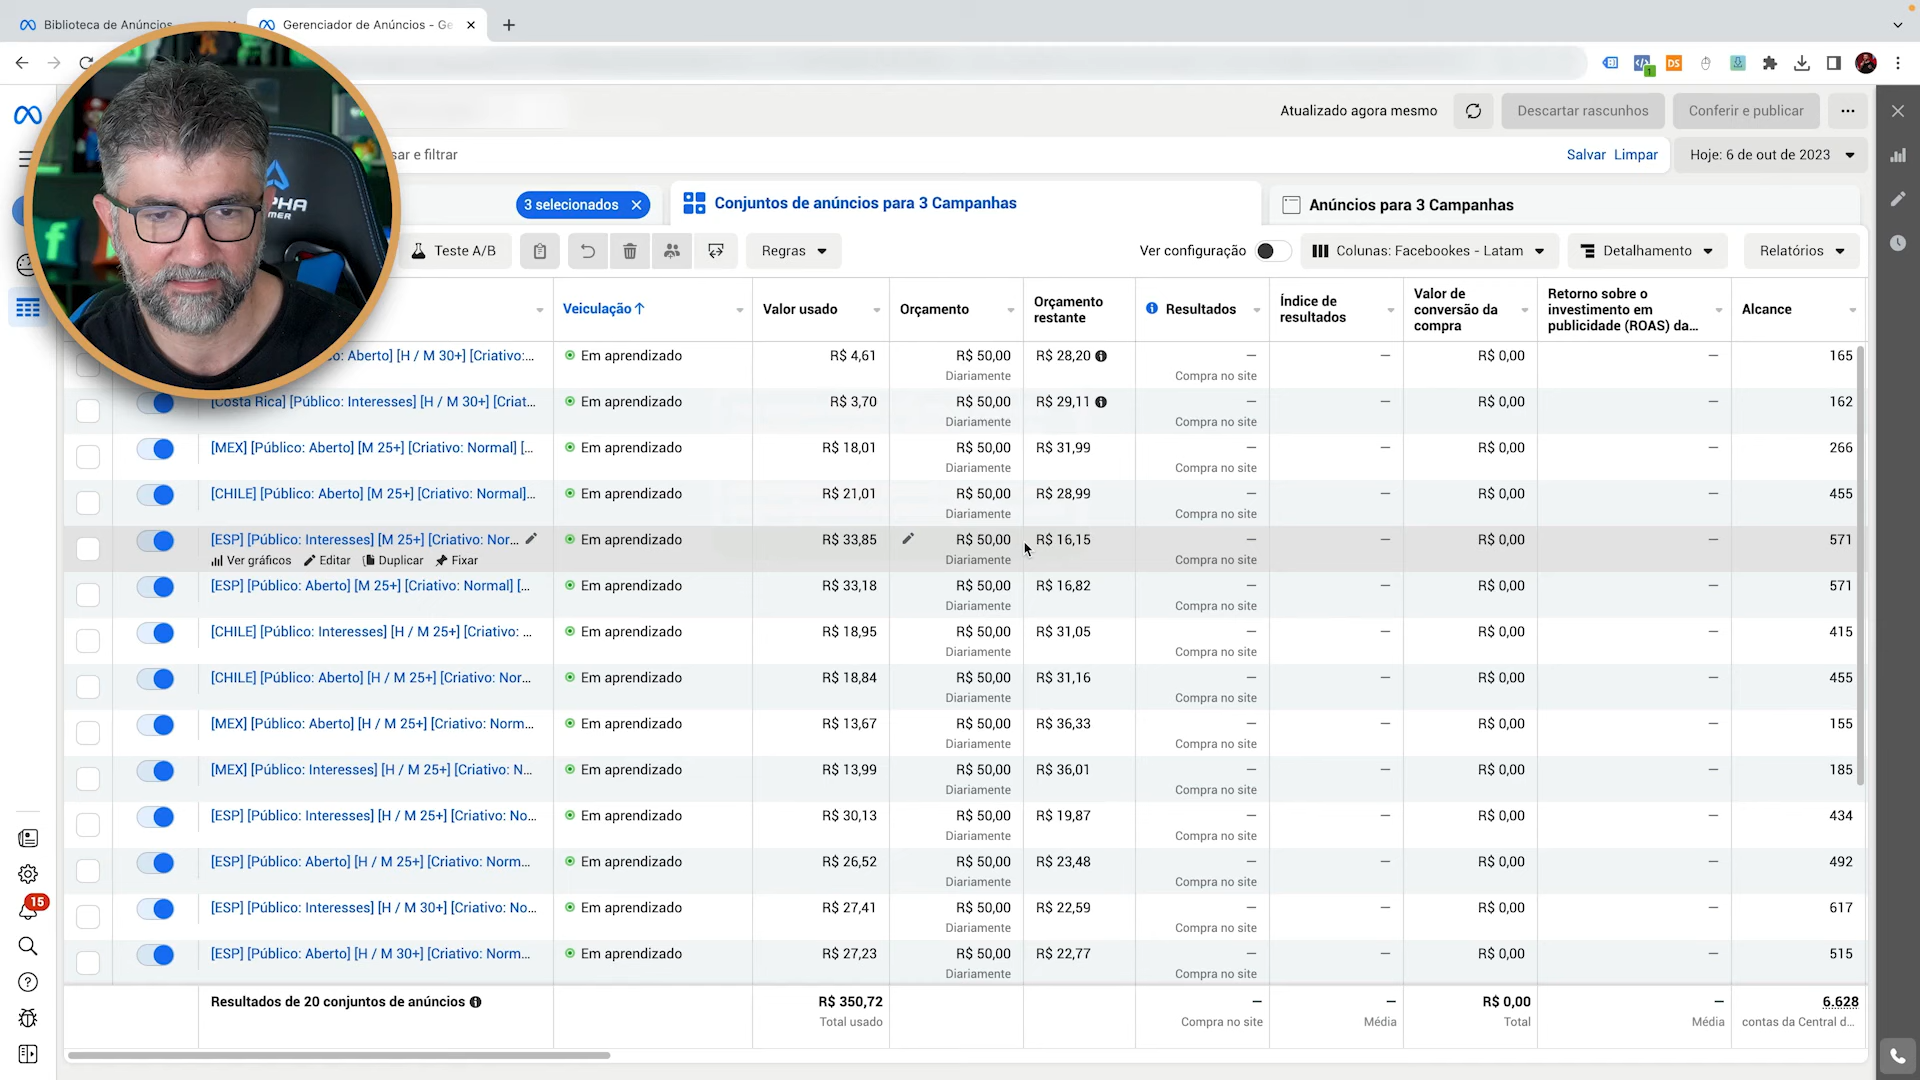 Biblioteca de Anúncios
Gerenciador de Anúncios - Ge
Atualizado agora mesmo
Descartar rascunhos
Conferir e publicar
sar e filtrar
Salvar Limpar
Hoje: 6 de out de 2023
3 selecionados
Conjuntos de anúncios para 3 Campanhas
Anúncios para 3 Campanhas
Teste A/B
Regras
Ver configuração
Colunas: Facebookes - Latam
Detalhamento
Relatórios
Veiculação
Valor usado
Orçamento
Orçamento restante
Resultados
Índice de resultados
Valor de conversão da compra
Retorno sobre o investimento em publicidade (ROAS) da...
Alcance
Aberto] [H / M 30+] [Criativo:... Em aprendizado R$ 4,61 R$ 50,00 R$ 28,20 — — R$ 0,00 — 165
Diariamente Compra no site
[Costa Rica] [Público: Interesses] [H / M 30+] [Criat... Em aprendizado R$ 3,70 R$ 50,00 R$ 29,11 — — R$ 0,00 — 162
Diariamente Compra no site
[MEX] [Público: Aberto] [M 25+] [Criativo: Normal] [... Em aprendizado R$ 18,01 R$ 50,00 R$ 31,99 — — R$ 0,00 — 266
Diariamente Compra no site
[CHILE] [Público: Aberto] [M 25+] [Criativo: Normal]... Em aprendizado R$ 21,01 R$ 50,00 R$ 28,99 — — R$ 0,00 — 455
Diariamente Compra no site
[ESP] [Público: Interesses] [M 25+] [Criativo: Nor... Em aprendizado R$ 33,85 R$ 50,00 R$ 16,15 — — R$ 0,00 — 571
Ver gráficos Editar Duplicar Fixar Diariamente Compra no site
[ESP] [Público: Aberto] [M 25+] [Criativo: Normal] [... Em aprendizado R$ 33,18 R$ 50,00 R$ 16,82 — — R$ 0,00 — 571
Diariamente Compra no site
[CHILE] [Público: Interesses] [H / M 25+] [Criativo: ... Em aprendizado R$ 18,95 R$ 50,00 R$ 31,05 — — R$ 0,00 — 415
Diariamente Compra no site
[CHILE] [Público: Aberto] [H / M 25+] [Criativo: Nor... Em aprendizado R$ 18,84 R$ 50,00 R$ 31,16 — — R$ 0,00 — 455
Diariamente Compra no site
[MEX] [Público: Aberto] [H / M 25+] [Criativo: Norm... Em aprendizado R$ 13,67 R$ 50,00 R$ 36,33 — — R$ 0,00 — 155
Diariamente Compra no site
[MEX] [Público: Interesses] [H / M 25+] [Criativo: N... Em aprendizado R$ 13,99 R$ 50,00 R$ 36,01 — — R$ 0,00 — 185
Diariamente Compra no site
[ESP] [Público: Interesses] [H / M 25+] [Criativo: No... Em aprendizado R$ 30,13 R$ 50,00 R$ 19,87 — — R$ 0,00 — 434
Diariamente Compra no site
[ESP] [Público: Aberto] [H / M 25+] [Criativo: Norm... Em aprendizado R$ 26,52 R$ 50,00 R$ 23,48 — — R$ 0,00 — 492
Diariamente Compra no site
[ESP] [Público: Interesses] [H / M 30+] [Criativo: No... Em aprendizado R$ 27,41 R$ 50,00 R$ 22,59 — — R$ 0,00 — 617
Diariamente Compra no site
[ESP] [Público: Aberto] [H / M 30+] [Criativo: Norm... Em aprendizado R$ 27,23 R$ 50,00 R$ 22,77 — — R$ 0,00 — 515
Diariamente Compra no site
Resultados de 20 conjuntos de anúncios R$ 350,72 — — R$ 0,00 — 6.628
Total usado Compra no site Média Total Média contas da Central d...
15
DS
1